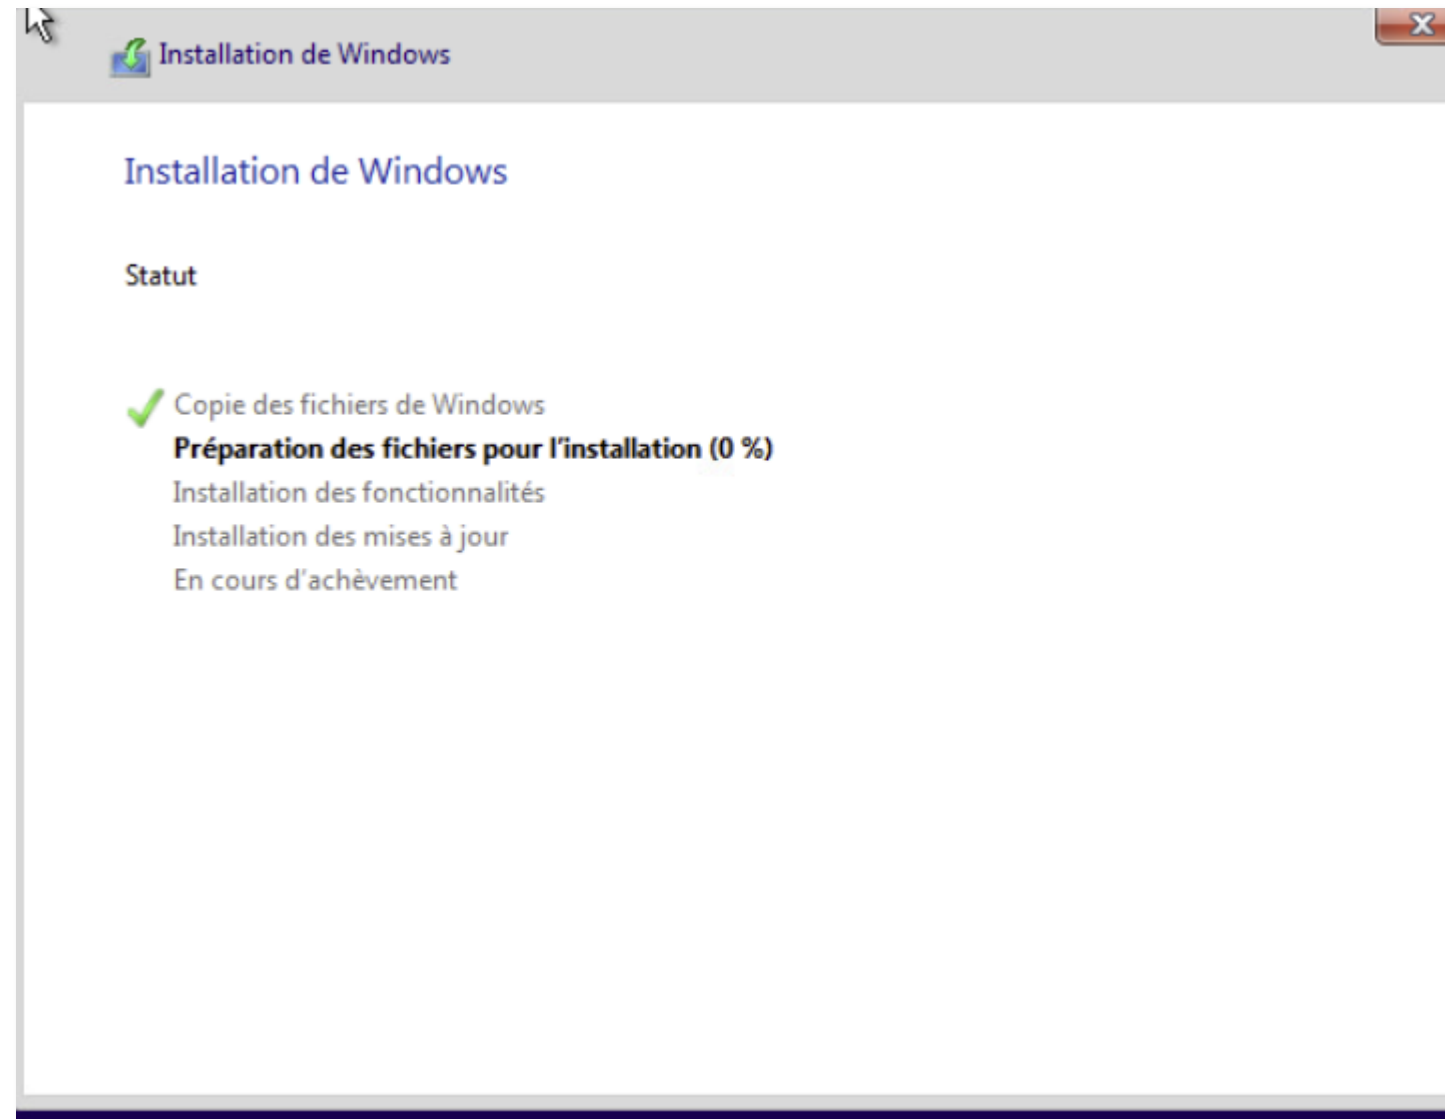 Installation de Windows
Installation de Windows
Statut
Copie des fichiers de Windows
Préparation des fichiers pour l'installation (0 %)
Installation des fonctionnalités
Installation des mises à jour
En cours d'achèvement